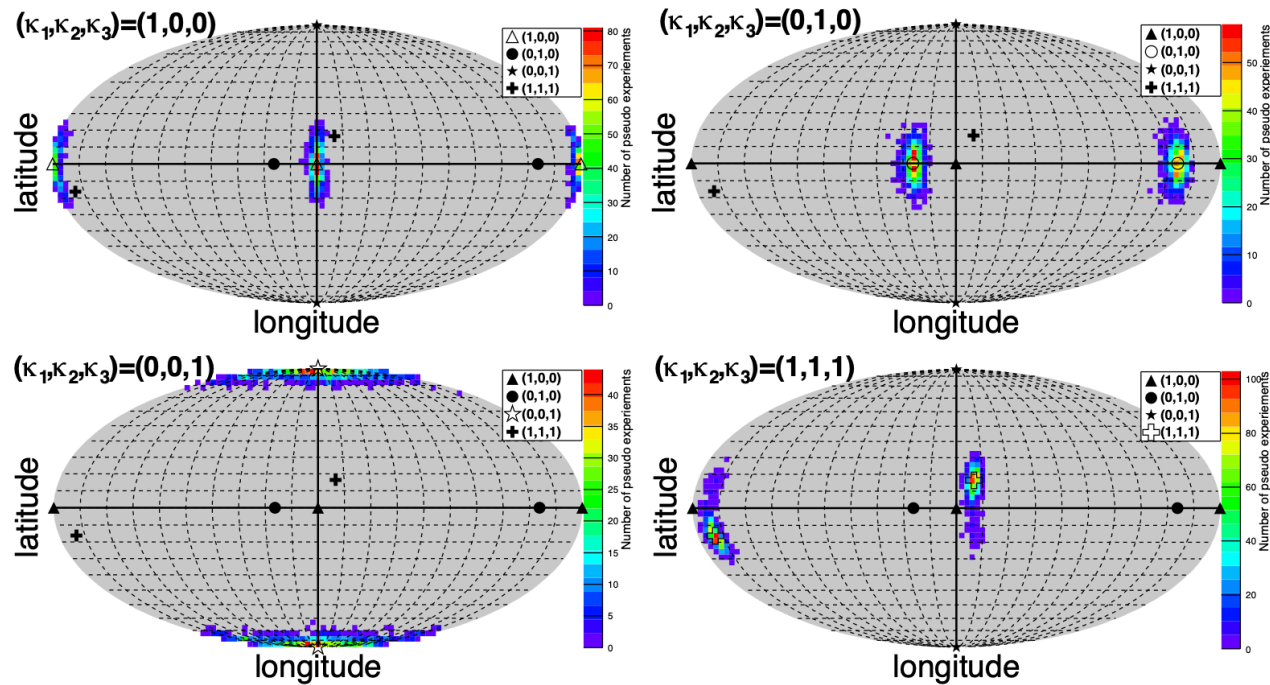 (κ₁,κ₂,κ₃)=(1,0,0)
(1,0,0)
(0,1,0)
(0,0,1)
(1,1,1)
80
70
60
50
40
30
20
10
0
Number of pseudo experiements
latitude
longitude
(κ₁,κ₂,κ₃)=(0,1,0)
(1,0,0)
(0,1,0)
(0,0,1)
(1,1,1)
50
40
30
20
10
0
Number of pseudo experiements
latitude
longitude
(κ₁,κ₂,κ₃)=(0,0,1)
(1,0,0)
(0,1,0)
(0,0,1)
(1,1,1)
40
35
30
25
20
15
10
5
0
Number of pseudo experiements
latitude
longitude
(κ₁,κ₂,κ₃)=(1,1,1)
(1,0,0)
(0,1,0)
(0,0,1)
(1,1,1)
100
80
60
40
20
0
Number of pseudo experiements
latitude
longitude